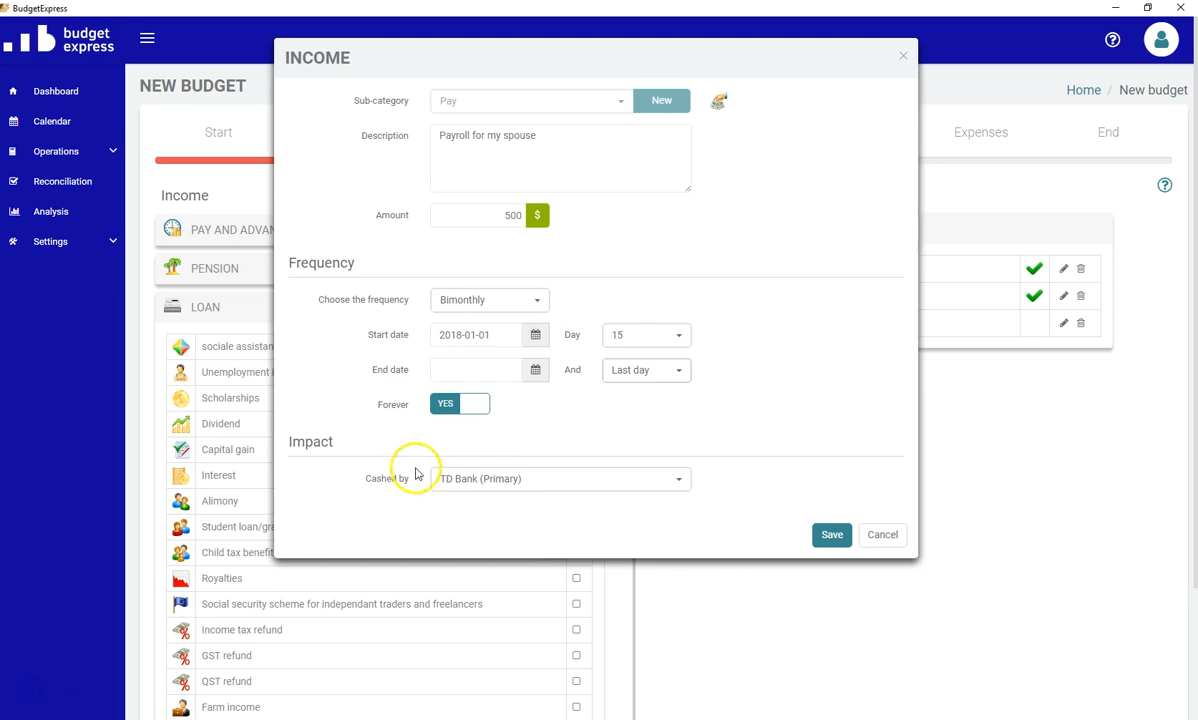 BudgetExpress
budget
express
Dashboard
Calendar
Operations
Reconciliation
Analysis
Settings
NEW BUDGET
Home / New budget
Start
Expenses
End
Income
PAY AND ADVAN
PENSION
LOAN
sociale assistan
Unemployment i
Scholarships
Dividend
Capital gain
Interest
Alimony
Student loan/gra
Child tax benefit
Royalties
Social security scheme for independant traders and freelancers
Income tax refund
GST refund
QST refund
Farm income
INCOME
Sub-category Pay New
Description Payroll for my spouse
Amount 500 $
Frequency
Choose the frequency Bimonthly
Start date 2018-01-01 Day 15
End date And Last day
Forever YES
Impact
Cashed by TD Bank (Primary)
Save Cancel